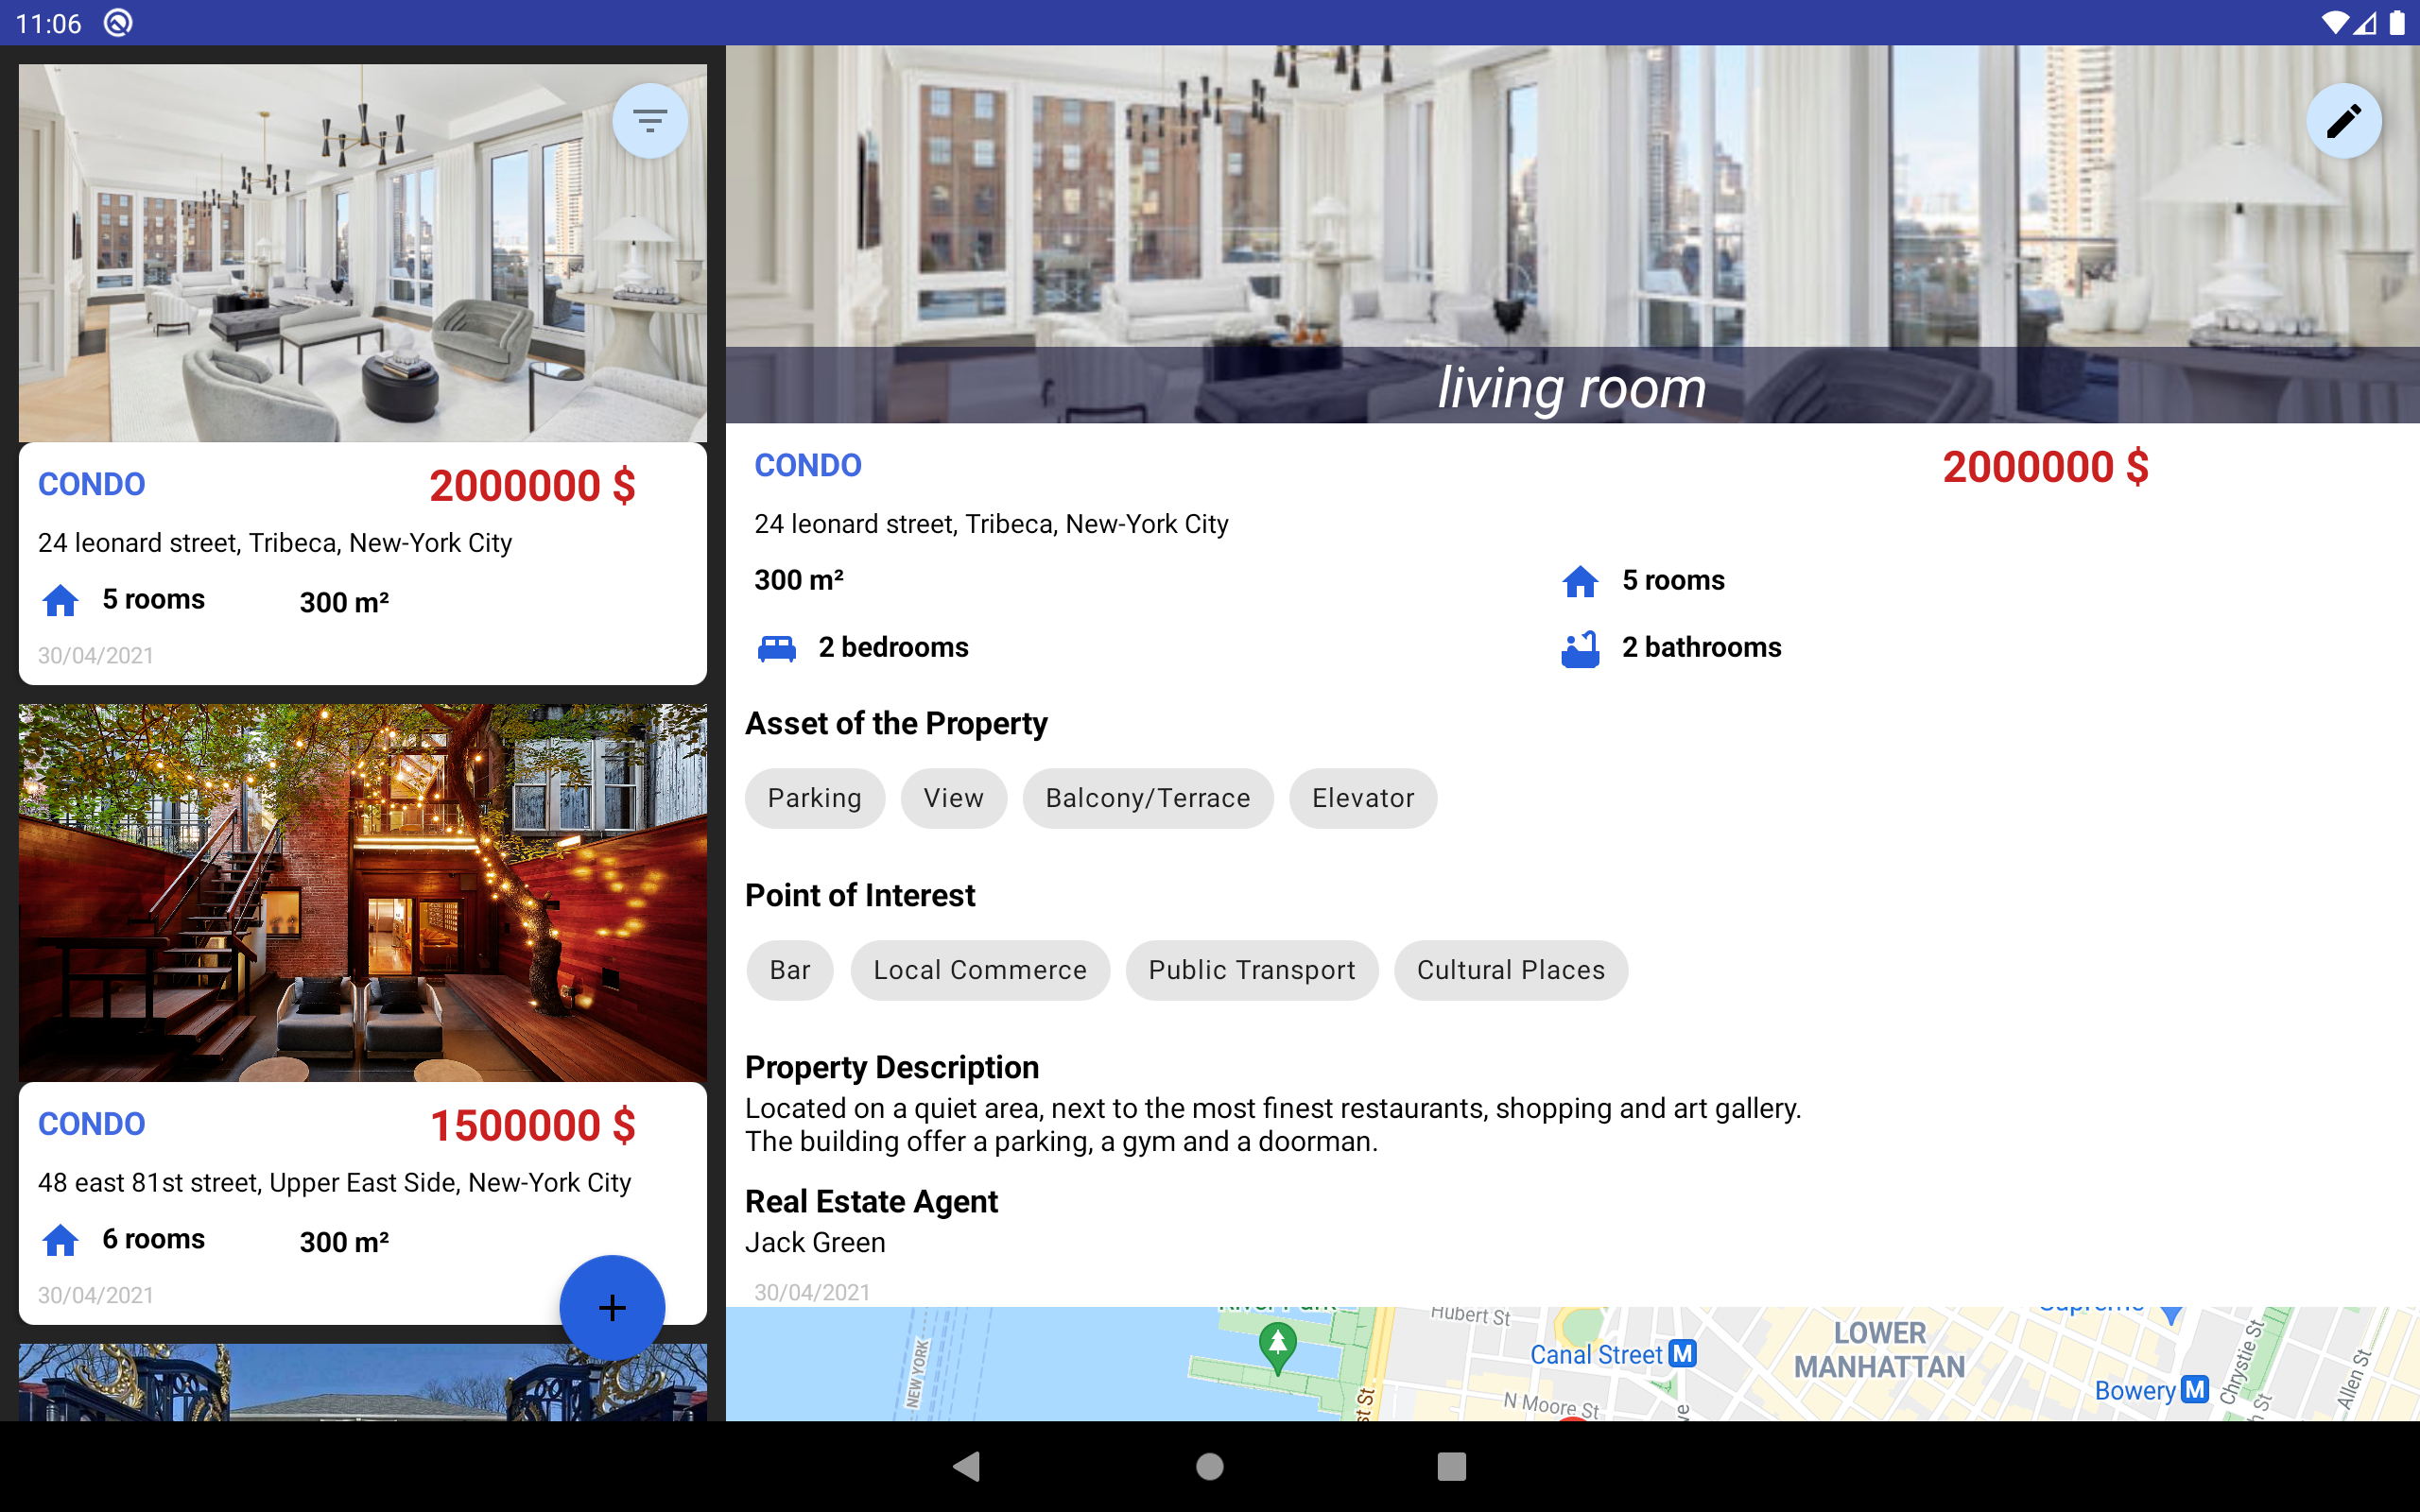 11:06
CONDO
2000000 $
24 leonard street, Tribeca, New-York City
5 rooms
300 m²
30/04/2021
CONDO
1500000 $
48 east 81st street, Upper East Side, New-York City
6 rooms
300 m²
30/04/2021
living room
CONDO
2000000 $
24 leonard street, Tribeca, New-York City
300 m²
5 rooms
2 bedrooms
2 bathrooms
Asset of the Property
Parking
View
Balcony/Terrace
Elevator
Point of Interest
Bar
Local Commerce
Public Transport
Cultural Places
Property Description
Located on a quiet area, next to the most finest restaurants, shopping and art gallery.
The building offer a parking, a gym and a doorman.
Real Estate Agent
Jack Green
30/04/2021
Hubert St
Canal Street M
LOWER
MANHATTAN
Bowery M
Chrystie St
Allen St
NEW YORK
N Moore St